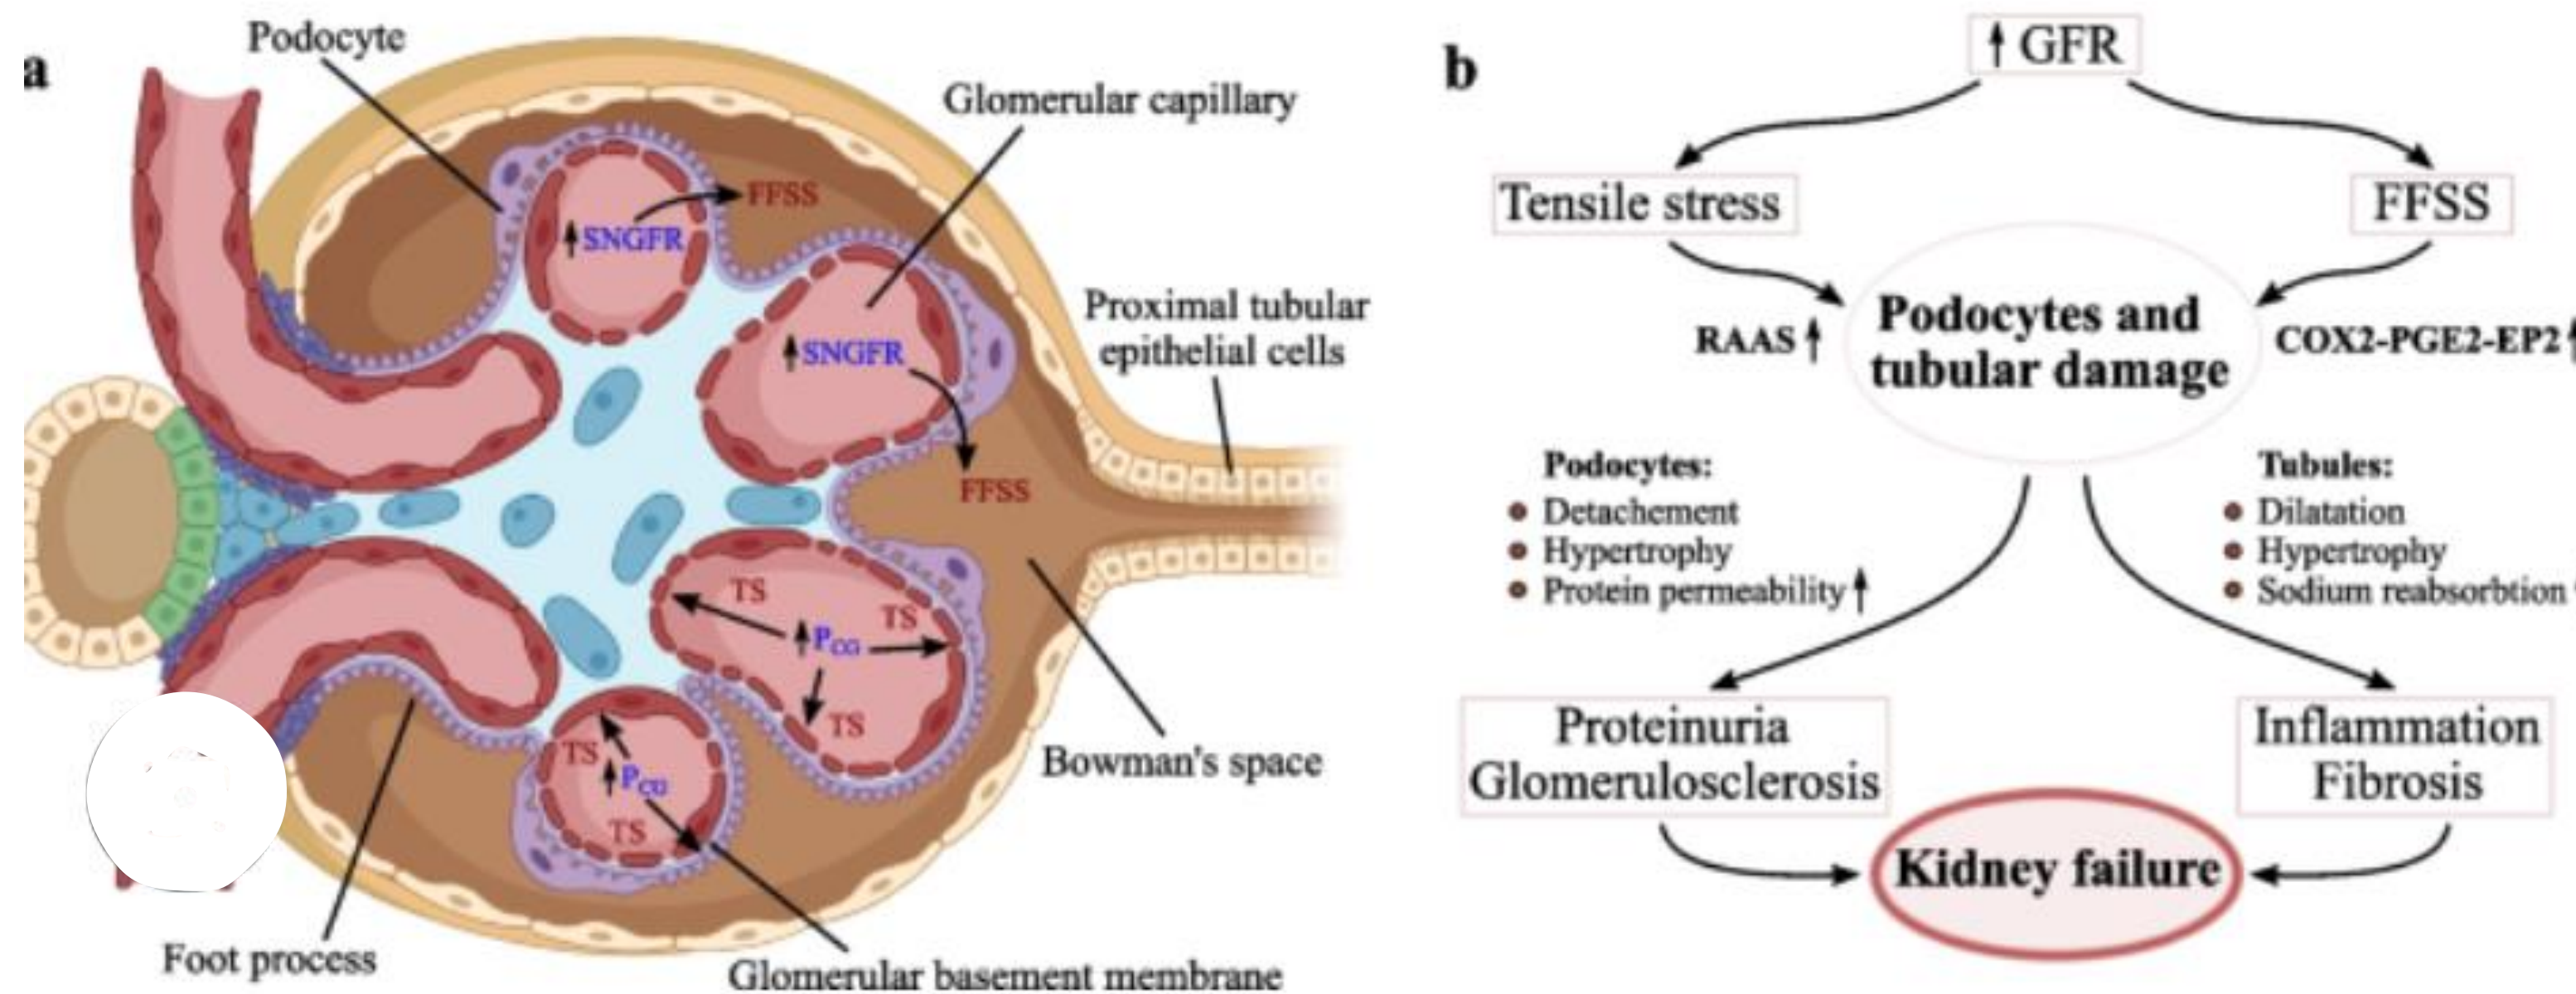 a
Podocyte
Glomerular capillary
FFSS
↑SNGFR
Proximal tubular
epithelial cells
↑SNGFR
FFSS
TS
TS
↑PCG
TS
TS
↑PCG
TS
Bowman's space
Foot process
Glomerular basement membrane
b
↑ GFR
Tensile stress
FFSS
Podocytes and
tubular damage
RAAS ↑
COX2-PGE2-EP2 ↑
Podocytes:
Detachement
Hypertrophy
Protein permeability ↑
Tubules:
Dilatation
Hypertrophy
Sodium reabsorbtion
Proteinuria
Glomerulosclerosis
Inflammation
Fibrosis
Kidney failure